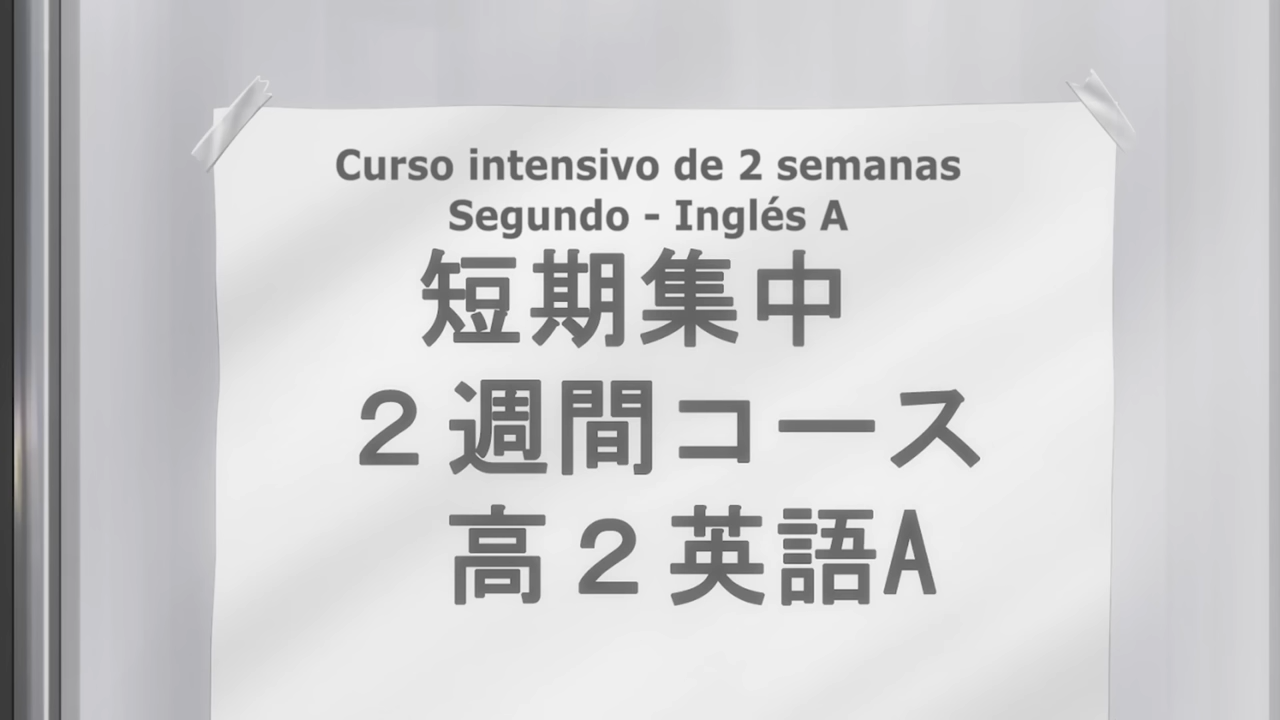 Curso intensivo de 2 semanas
Segundo - Inglés A
短期集中
２週間コース
高２英語A